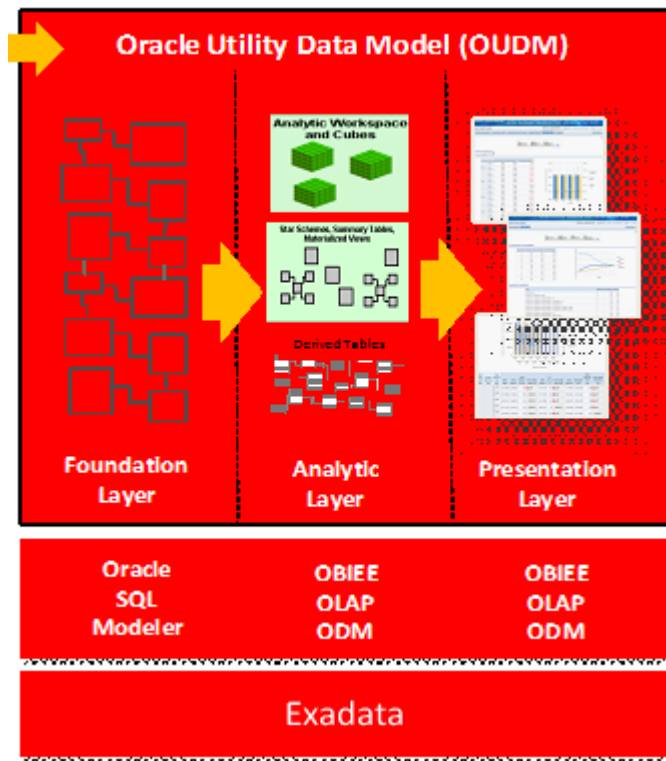 Oracle Utility Data Model (OUDM)
Analytic Workspace
and Cubes
Star Schemes, Summary Tables,
Materialized Views
Derived Tables
Foundation
Layer
Analytic
Layer
Presentation
Layer
Oracle
SQL
Modeler
OBIEE
OLAP
ODM
OBIEE
OLAP
ODM
Exadata